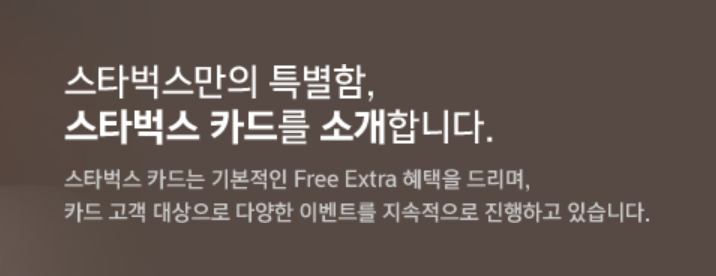 스타벅스만의 특별함,
스타벅스 카드를 소개합니다.
스타벅스 카드는 기본적인 Free Extra 혜택을 드리며,
카드 고객 대상으로 다양한 이벤트를 지속적으로 진행하고 있습니다.